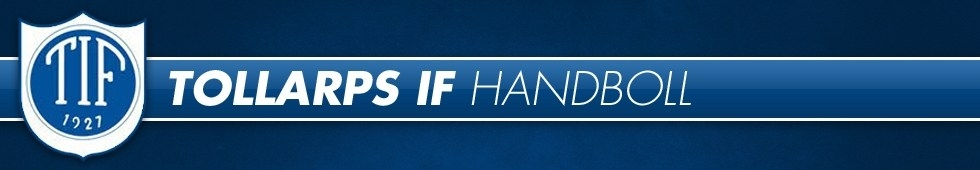 TIF
1927
TOLLARPS IF HANDBOLL